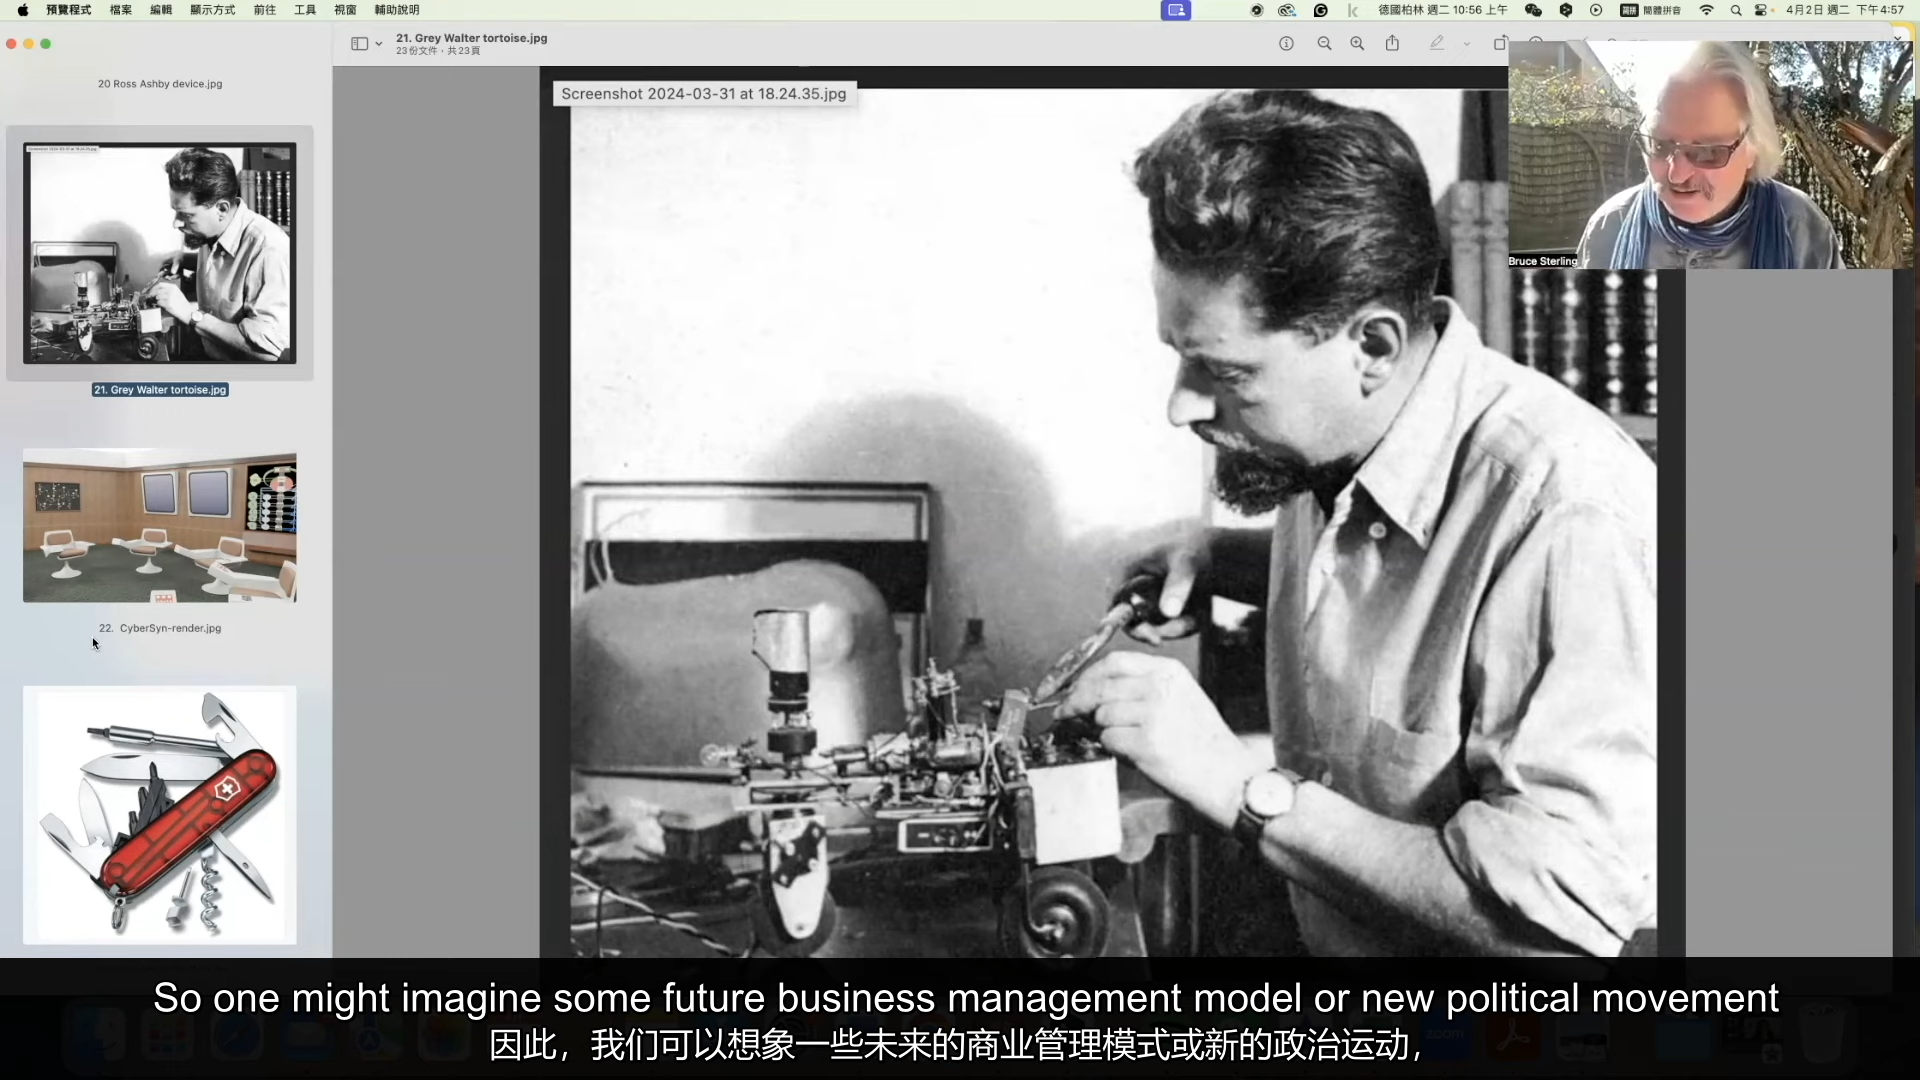 預覽程式 檔案 編輯 顯示方式 前往 工具 視窗 輔助說明
德國柏林 週二 10:56 上午 簡體拼音 4月2日 週二 下午4:57
21. Grey Walter tortoise.jpg
23份文件，共23頁
20 Ross Ashby device.jpg
Screenshot 2024-03-31 at 18.24.35.jpg
Bruce Sterling
21. Grey Walter tortoise.jpg
22. CyberSyn-render.jpg
So one might imagine some future business management model or new political movement
因此，我们可以想象一些未来的商业管理模式或新的政治运动，
zoom